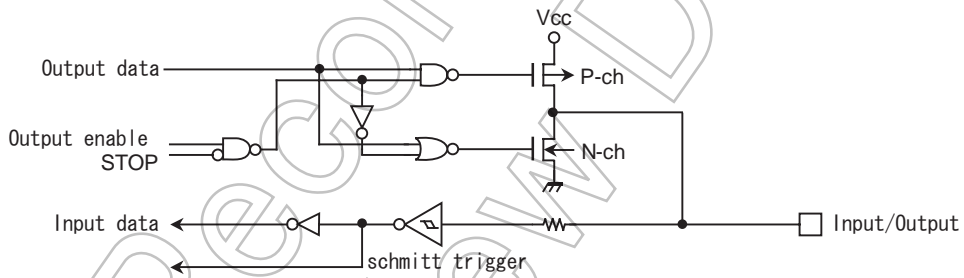 Vcc
Output data
P-ch
Output enable
STOP
N-ch
Input data
Input/Output
schmitt trigger